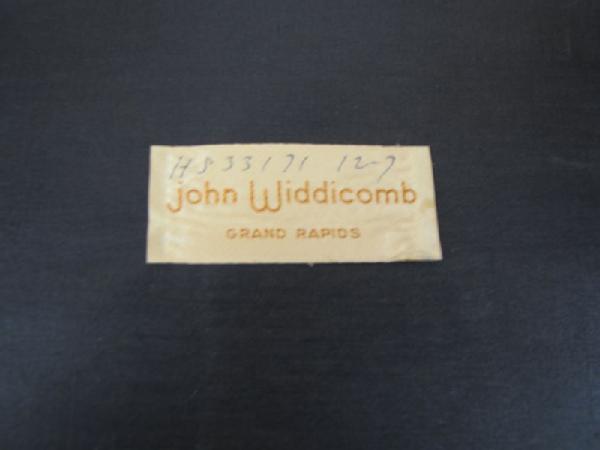 HS33171 12-7
john Widdicomb
GRAND RAPIDS